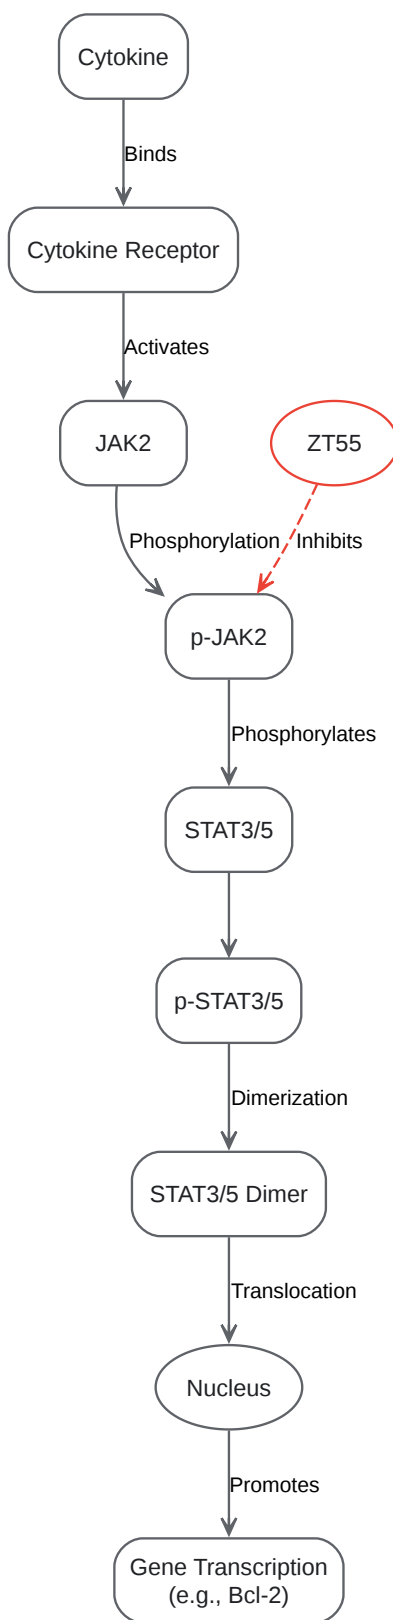 Cytokine
Binds
Cytokine Receptor
Activates
JAK2
ZT55
Phosphorylation
Inhibits
p-JAK2
Phosphorylates
STAT3/5
p-STAT3/5
Dimerization
STAT3/5 Dimer
Translocation
Nucleus
Promotes
Gene Transcription
(e.g., Bcl-2)